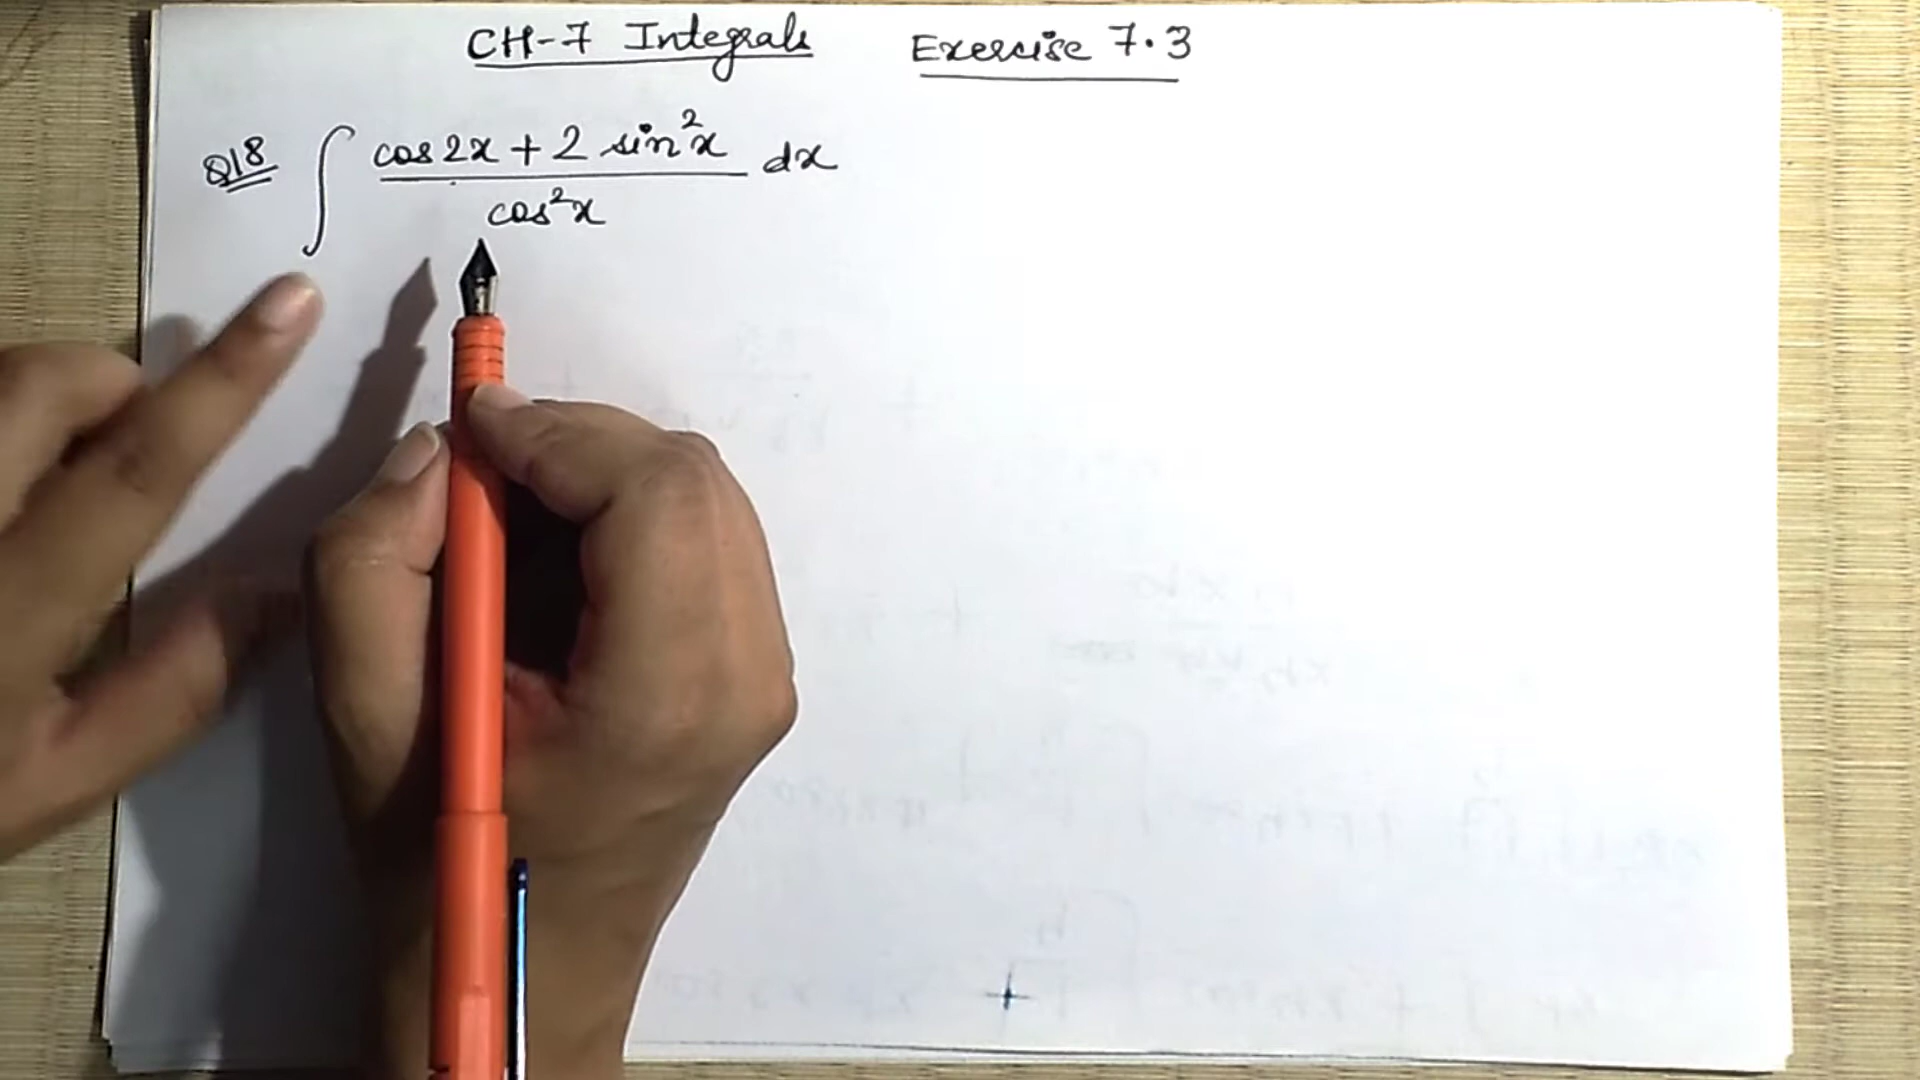 CH-7 Integrals Exercise 7.3
Q18 ∫ (cos 2x + 2 sin²x) / (cos²x) dx